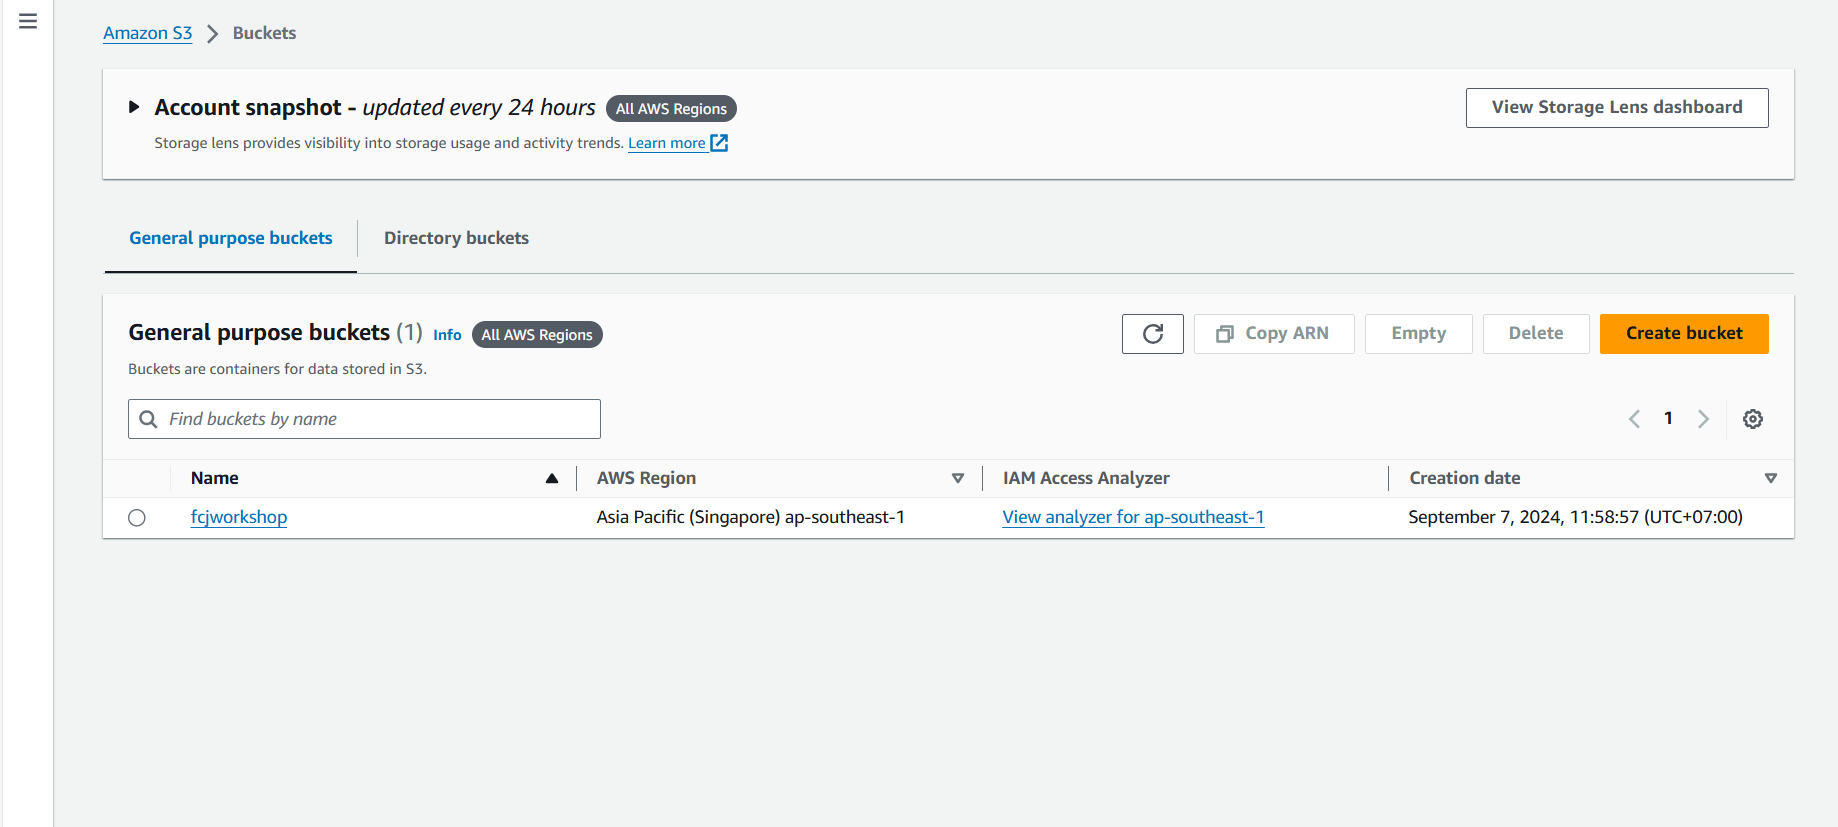 Amazon S3 > Buckets
Account snapshot - updated every 24 hours All AWS Regions
View Storage Lens dashboard
Storage lens provides visibility into storage usage and activity trends. Learn more
General purpose buckets Directory buckets
General purpose buckets (1) Info All AWS Regions
Copy ARN Empty Delete Create bucket
Buckets are containers for data stored in S3.
Find buckets by name
1
Name AWS Region IAM Access Analyzer Creation date
fcjworkshop Asia Pacific (Singapore) ap-southeast-1 View analyzer for ap-southeast-1 September 7, 2024, 11:58:57 (UTC+07:00)